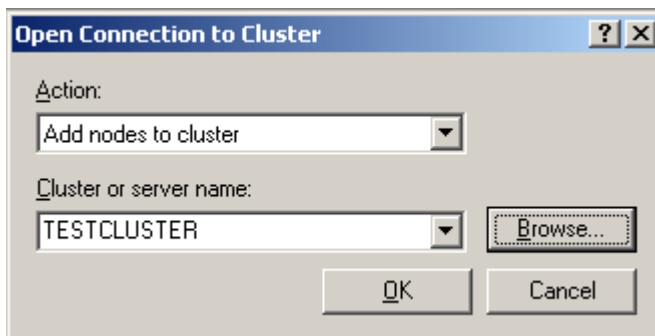 Open Connection to Cluster
Action:
Add nodes to cluster
Cluster or server name:
TESTCLUSTER
Browse...
OK
Cancel